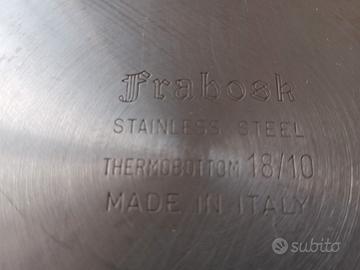 Frabosk
STAINLESS STEEL
THERMOBOTTOM 18/10
MADE IN ITALY
subito